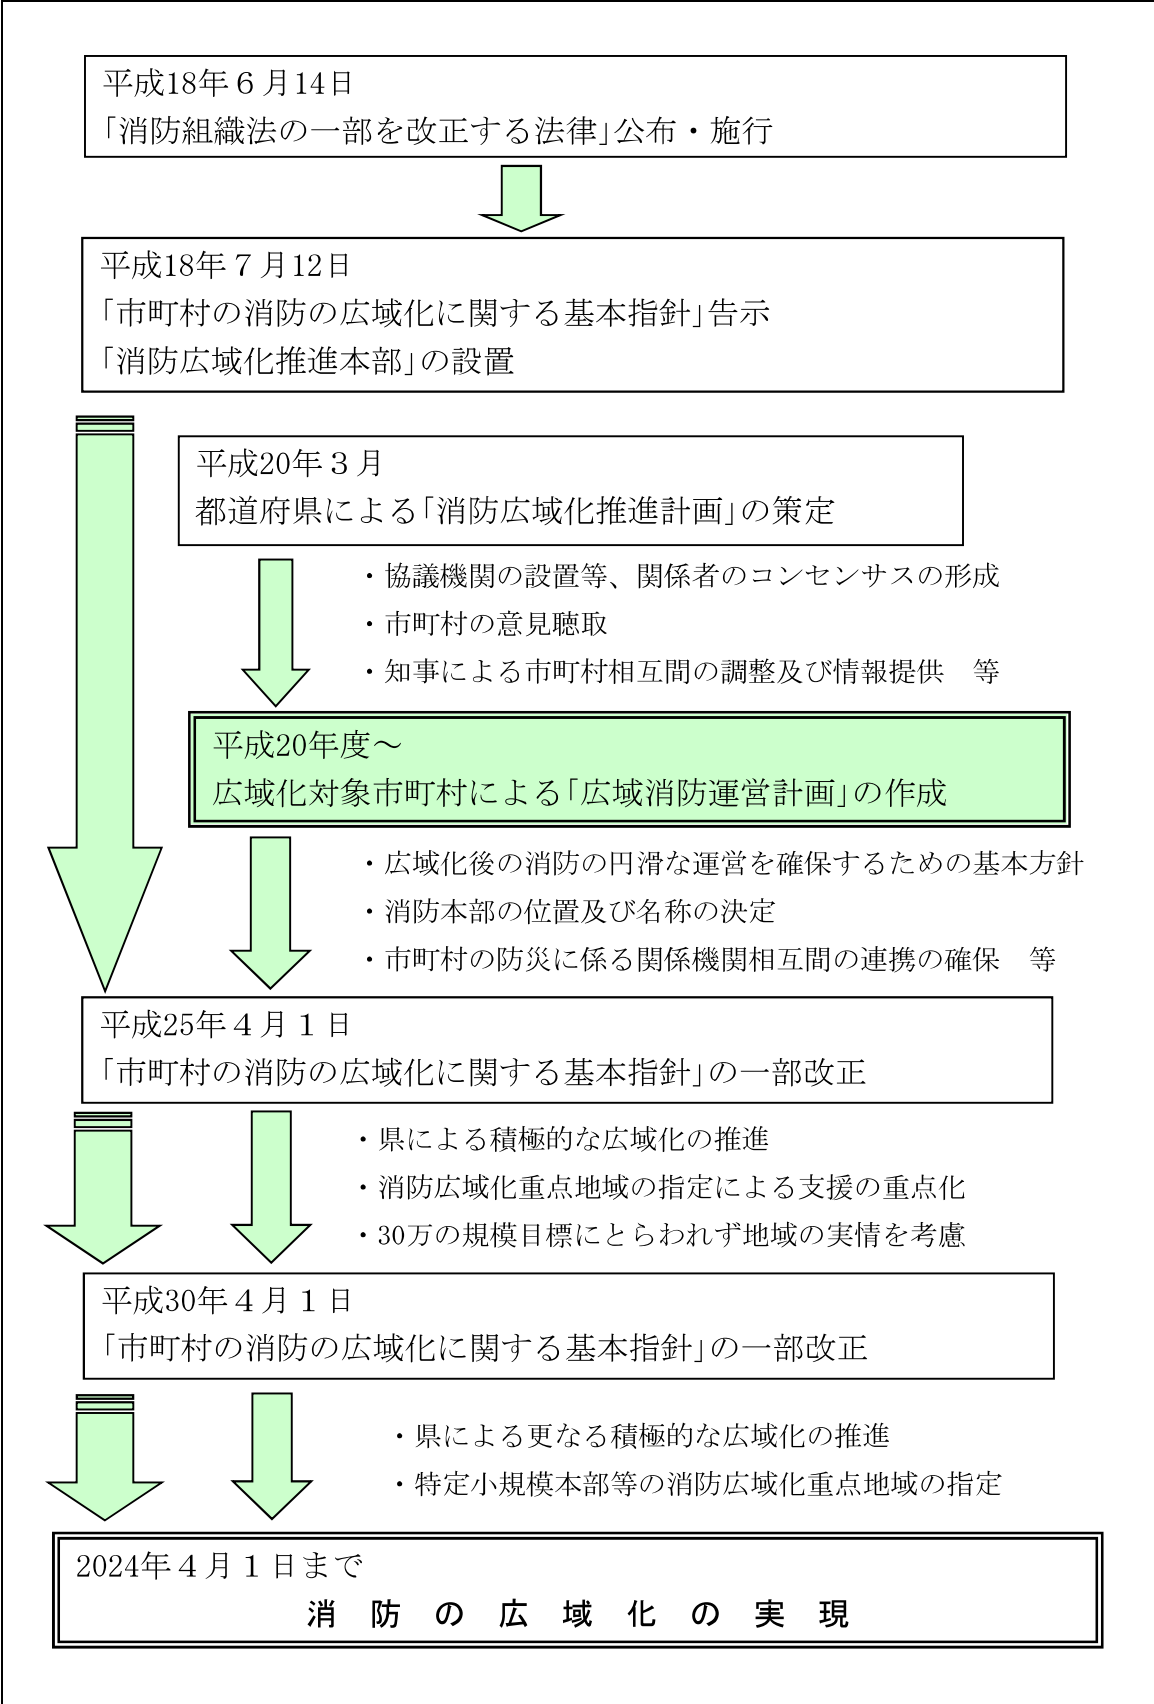 平成18年６月14日
「消防組織法の一部を改正する法律」公布・施行
平成18年７月12日
「市町村の消防の広域化に関する基本指針」告示
「消防広域化推進本部」の設置
平成20年３月
都道府県による「消防広域化推進計画」の策定
・協議機関の設置等、関係者のコンセンサスの形成
・市町村の意見聴取
・知事による市町村相互間の調整及び情報提供　等
平成20年度～
広域化対象市町村による「広域消防運営計画」の作成
・広域化後の消防の円滑な運営を確保するための基本方針
・消防本部の位置及び名称の決定
・市町村の防災に係る関係機関相互間の連携の確保　等
平成25年４月１日
「市町村の消防の広域化に関する基本指針」の一部改正
・県による積極的な広域化の推進
・消防広域化重点地域の指定による支援の重点化
・30万の規模目標にとらわれず地域の実情を考慮
平成30年４月１日
「市町村の消防の広域化に関する基本指針」の一部改正
・県による更なる積極的な広域化の推進
・特定小規模本部等の消防広域化重点地域の指定
2024年４月１日まで
消　防　の　広　域　化　の　実　現